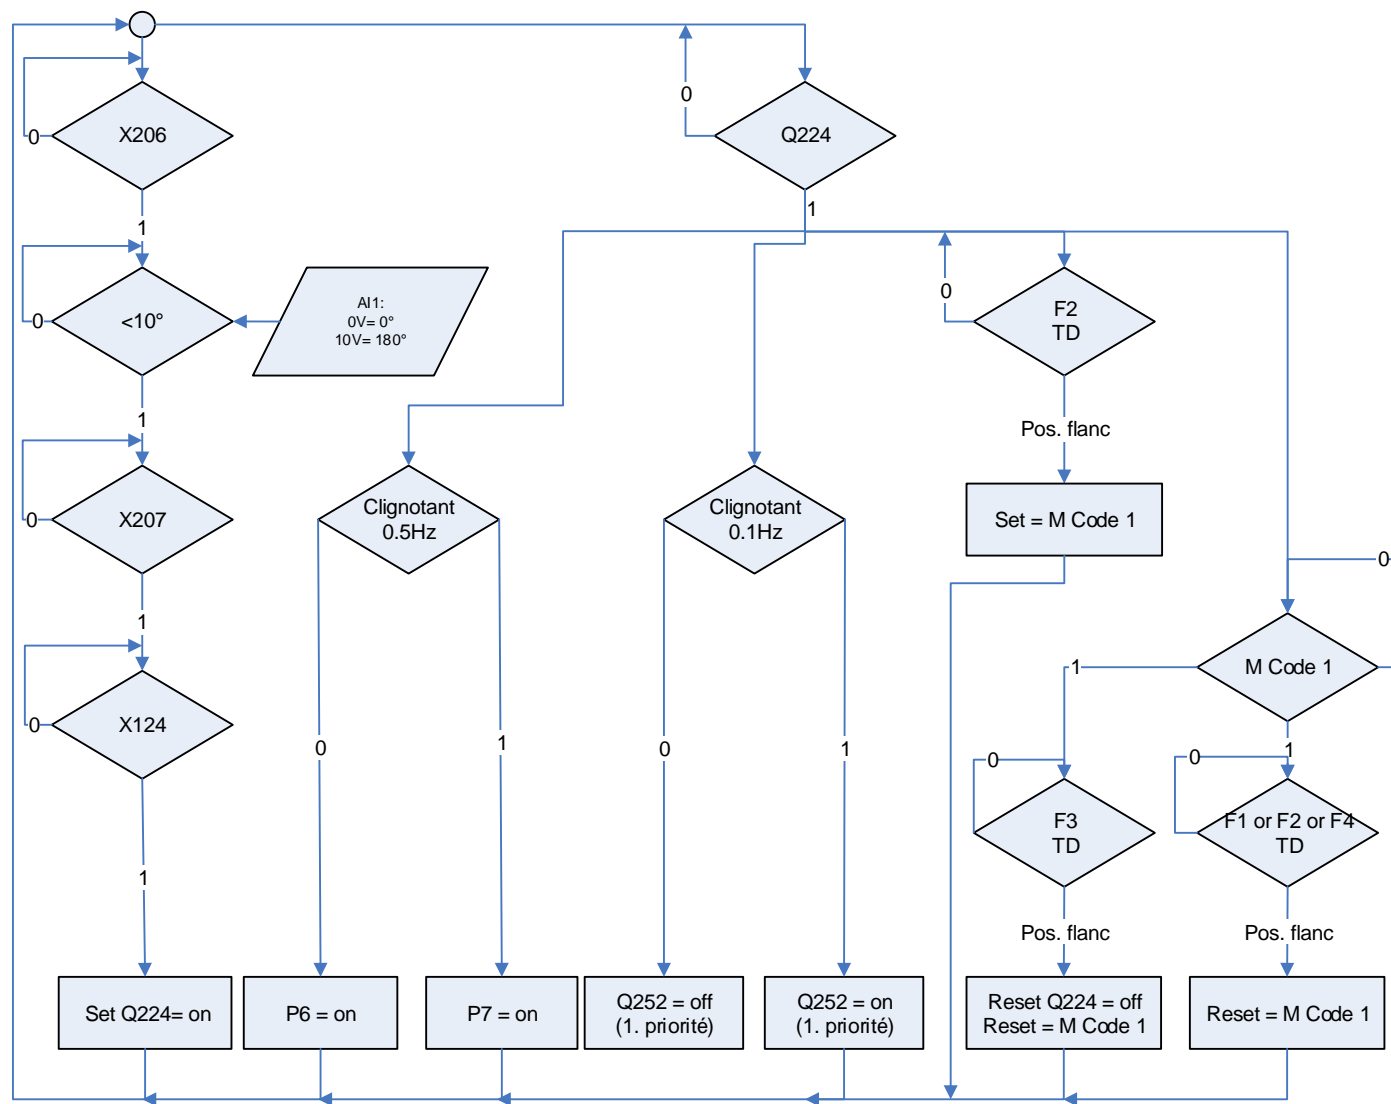 X206
0
Q224
0
1
1
<10°
0
AI1:
0V= 0°
10V= 180°
F2
TD
0
1
Pos. flanc
X207
0
Clignotant
0.5Hz
Clignotant
0.1Hz
Set = M Code 1
0
1
M Code 1
1
X124
0
0
1
0
1
0
1
0
F3
TD
F1 or F2 or F4
TD
1
Pos. flanc
Pos. flanc
Set Q224= on
P6 = on
P7 = on
Q252 = off
(1. priorité)
Q252 = on
(1. priorité)
Reset Q224 = off
Reset = M Code 1
Reset = M Code 1